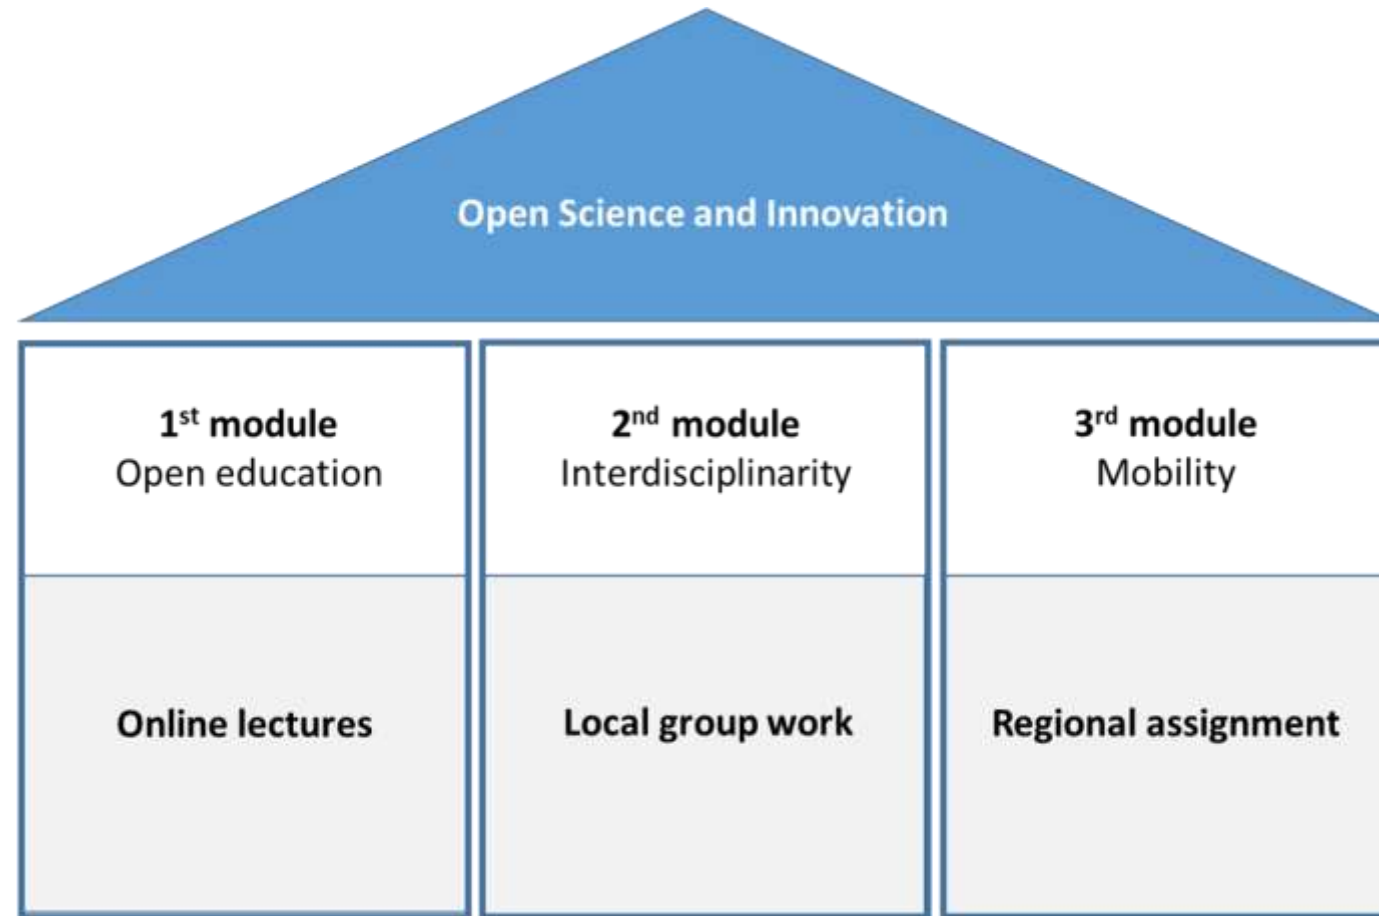 Open Science and Innovation
1st module
Open education
2nd module
Interdisciplinarity
3rd module
Mobility
Online lectures
Local group work
Regional assignment